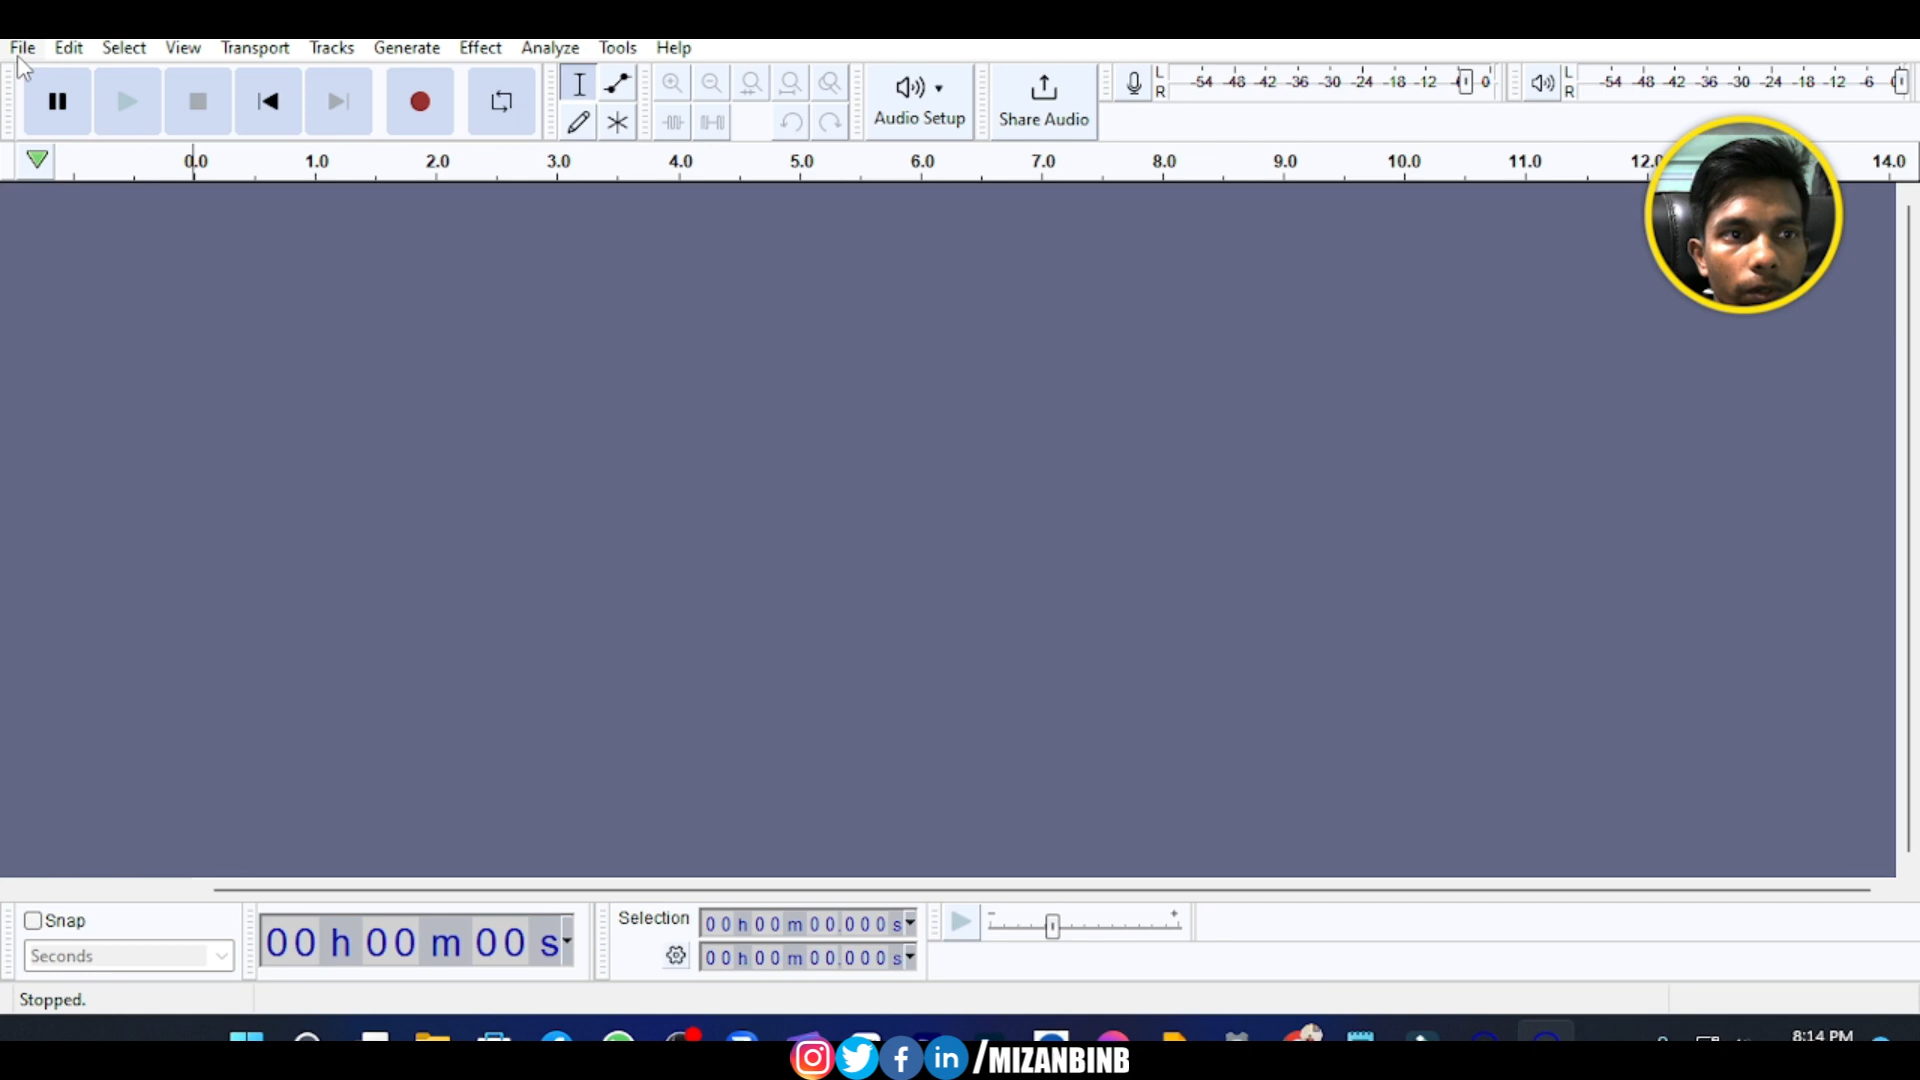 File Edit Select View Transport Tracks Generate Effect Analyze Tools Help
L -54 -48 -42 -36 -30 -24 -18 -12 0
R
L -54 -48 -42 -36 -30 -24 -18 -12 -6
R
Audio Setup
Share Audio
0.0 1.0 2.0 3.0 4.0 5.0 6.0 7.0 8.0 9.0 10.0 11.0 12.0 14.0
Snap
Seconds
00 h 00 m 00 s
Selection
00 h 00 m 00.000 s
00 h 00 m 00.000 s
Stopped.
8:14 PM
/MIZANBINB